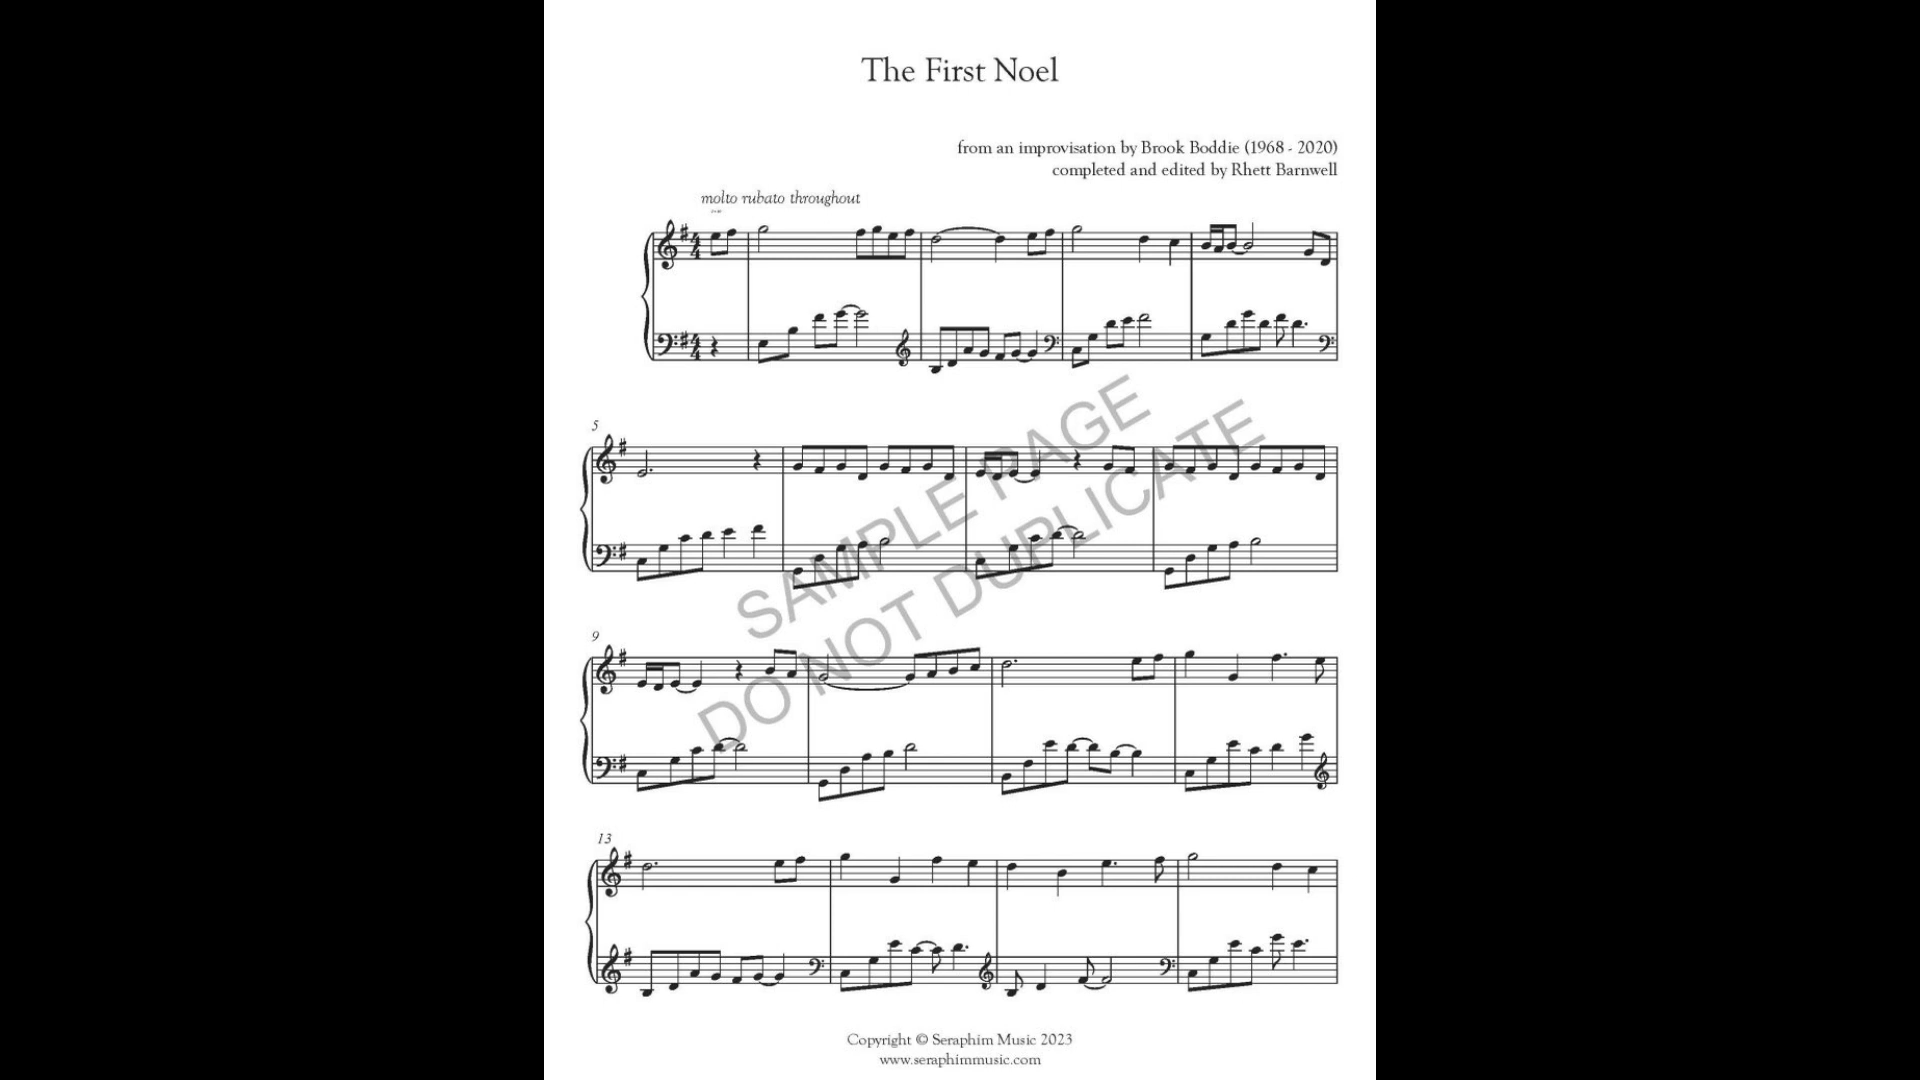 The First Noel
from an improvisation by Brook Boddie (1968 - 2020)
completed and edited by Rhett Barnwell
molto rubato throughout
5
SAMPLE PAGE
DO NOT DUPLICATE
9
13
Copyright © Seraphim Music 2023
www.seraphimmusic.com